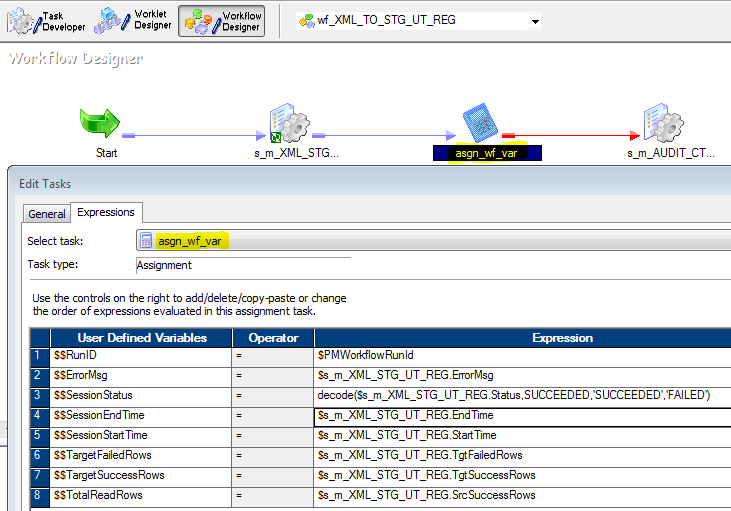 Task Developer
Worklet Designer
Workflow Designer
wf_XML_TO_STG_UT_REG
Workflow Designer
Start
s_m_XML_STG...
asgn_wf_var
s_m_AUDIT_CT...
Edit Tasks
General
Expressions
Select task:
asgn_wf_var
Task type:
Assignment
Use the controls on the right to add/delete/copy-paste or change
the order of expressions evaluated in this assignment task.
User Defined Variables Operator Expression
1 $$RunID = $PMWorkflowRunId
2 $$ErrorMsg = $s_m_XML_STG_UT_REG.ErrorMsg
3 $$SessionStatus = decode($s_m_XML_STG_UT_REG.Status,SUCCEEDED,'SUCCEEDED','FAILED')
4 $$SessionEndTime = $s_m_XML_STG_UT_REG.EndTime
5 $$SessionStartTime = $s_m_XML_STG_UT_REG.StartTime
6 $$TargetFailedRows = $s_m_XML_STG_UT_REG.TgtFailedRows
7 $$TargetSuccessRows = $s_m_XML_STG_UT_REG.TgtSuccessRows
8 $$TotalReadRows = $s_m_XML_STG_UT_REG.SrcSuccessRows